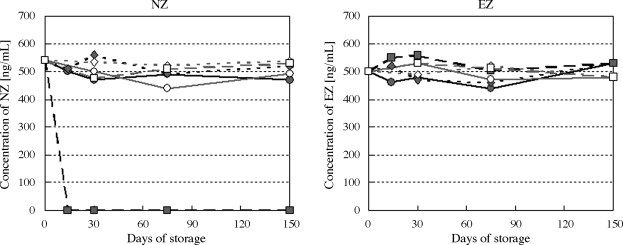 NZ
Concentration of NZ [ng/mL]
700
600
500
400
300
200
100
0
0 30 60 90 120 150
Days of storage
EZ
Concentration of EZ [ng/mL]
700
600
500
400
300
200
100
0
0 30 60 90 120 150
Days of storage